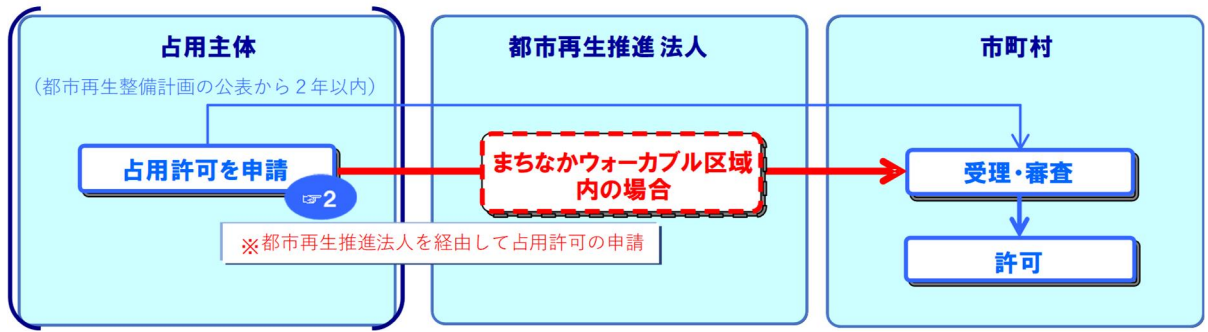 占用主体
都市再生推進法人
市町村
(都市再生整備計画の公表から2年以内)
占用許可を申請
☞2
まちなかウォーカブル区域
内の場合
受理・審査
※都市再生推進法人を経由して占用許可の申請
許可